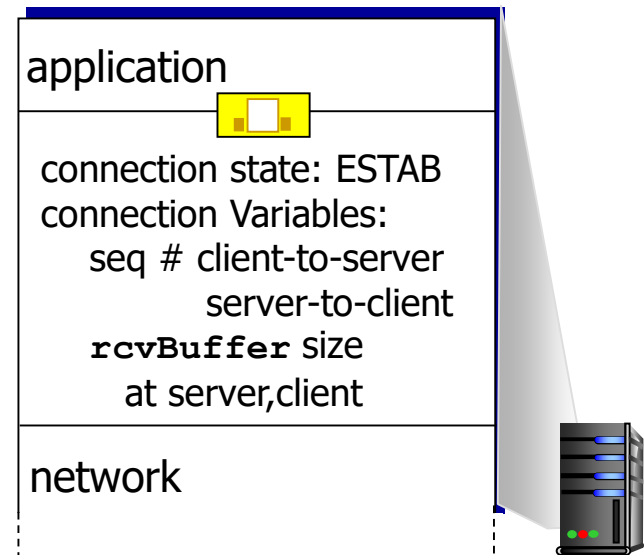 application
connection state: ESTAB
connection Variables:
seq # client-to-server
server-to-client
rcvBuffer size
at server,client
network